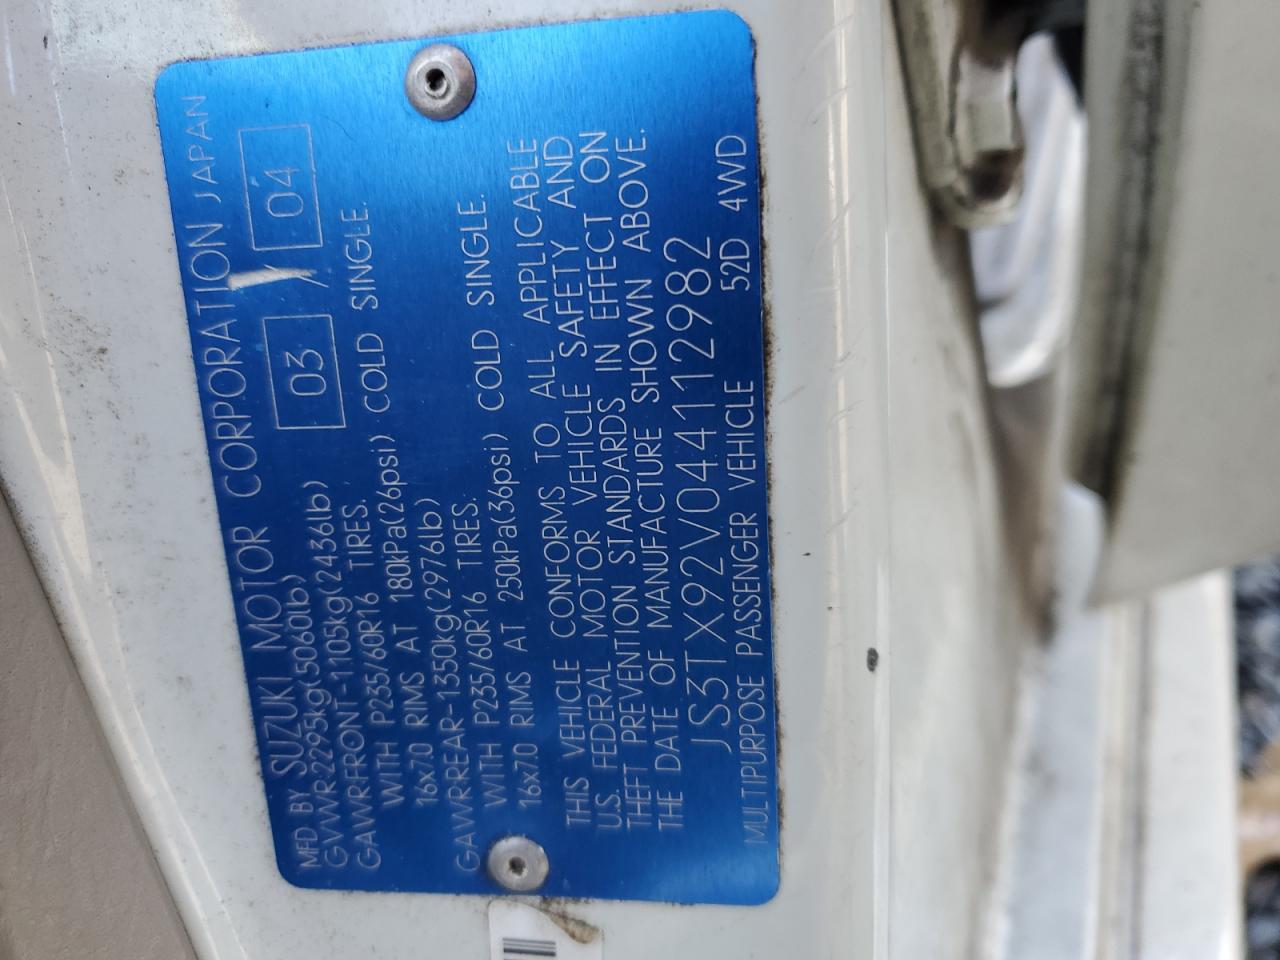 MFD BY SUZUKI MOTOR CORPORATION JAPAN
GVWR-2295kg(5060lb) 03 / 04
GAWRFRONT-1105kg(2436lb)
WITH P235/60R16 TIRES.
16x7.0 RIMS AT 180kPa(26psi) COLD SINGLE.
GAWRREAR-1350kg(2976lb)
WITH P235/60R16 TIRES.
16x7.0 RIMS AT 250kPa(36psi) COLD SINGLE.
THIS VEHICLE CONFORMS TO ALL APPLICABLE
U.S. FEDERAL MOTOR VEHICLE SAFETY AND
THEFT PREVENTION STANDARDS IN EFFECT ON
THE DATE OF MANUFACTURE SHOWN ABOVE.
JS3TX92V044112982
MULTIPURPOSE PASSENGER VEHICLE 52D 4WD